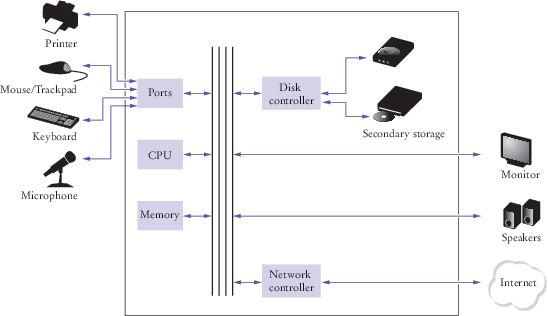 Printer
Mouse/Trackpad
Keyboard
Microphone
Ports
CPU
Memory
Disk
controller
Secondary storage
Network
controller
Monitor
Speakers
Internet